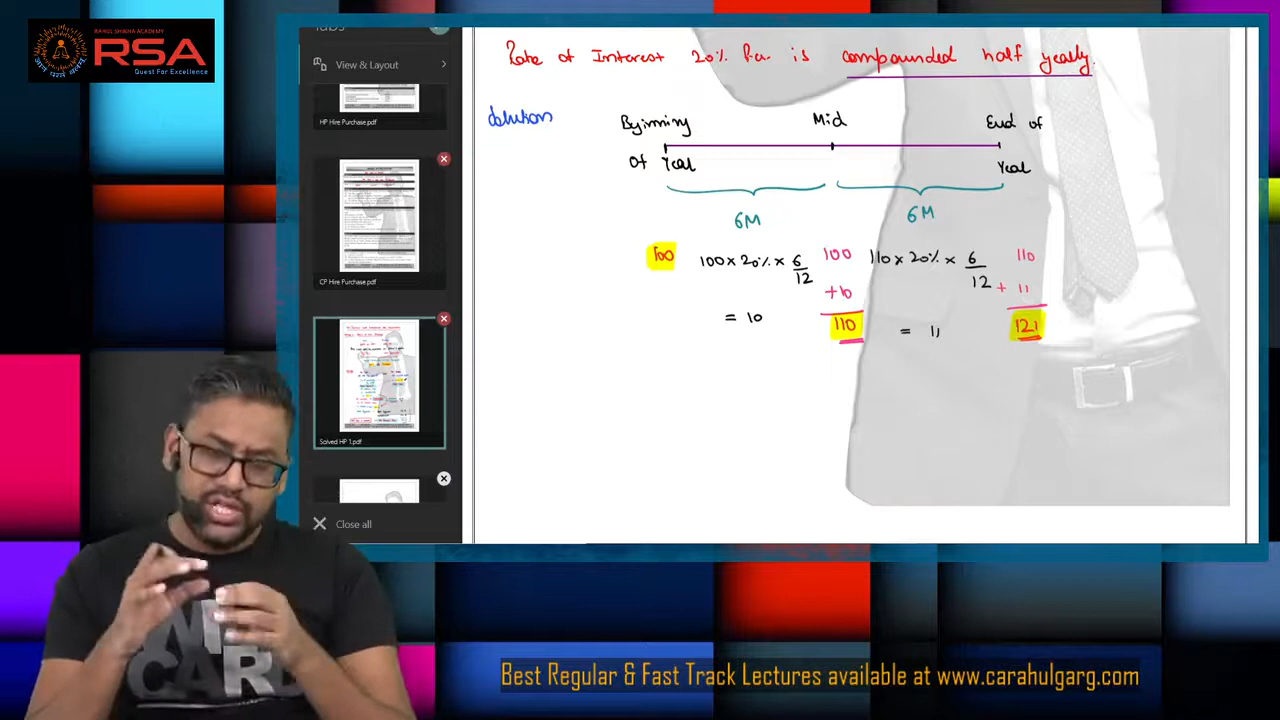 RAHUL SHIKHA ACADEMY
RSA
Quest For Excellence
Tabs
View & Layout
HP Hire Purchase.pdf
CP Hire Purchase.pdf
Solved HP 1.pdf
Close all
Rate of Interest 20% P.a. is compounded half yearly.
Solution
Beginning Mid End of
Of Year Year
6M 6M
100 100 x 20% x 6/12 100 110 x 20% x 6/12 110
+10 + 11
= 10 110 = 11 121
CARD
Best Regular & Fast Track Lectures available at www.carahulgarg.com